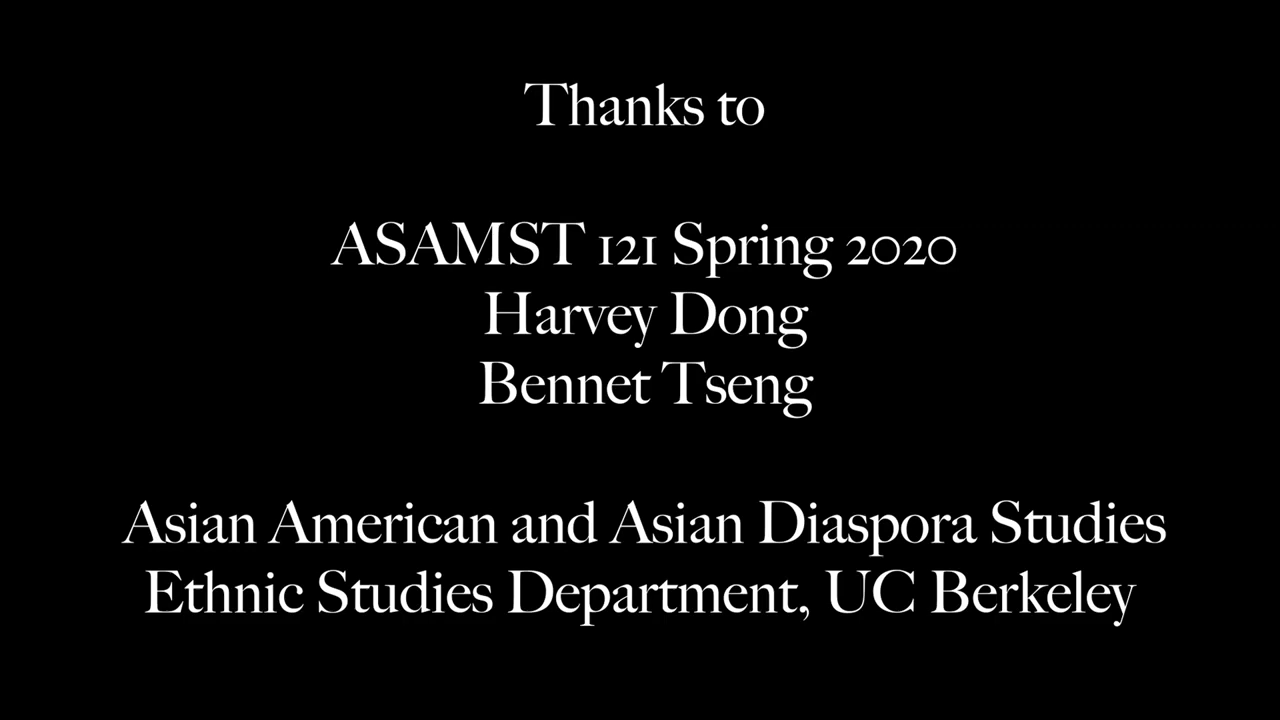 Thanks to
ASAMST 121 Spring 2020
Harvey Dong
Bennet Tseng
Asian American and Asian Diaspora Studies
Ethnic Studies Department, UC Berkeley